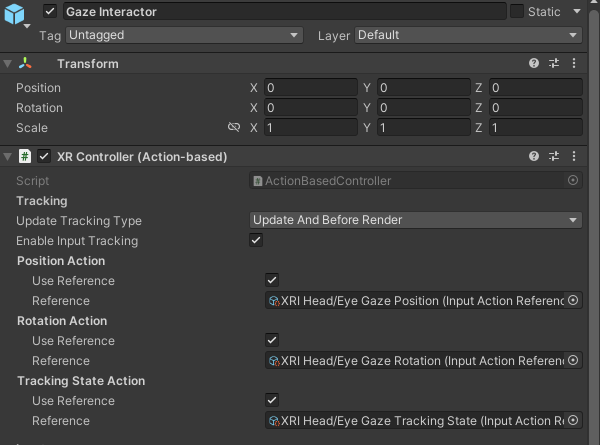 Gaze Interactor Static
Tag Untagged Layer Default
Transform
Position X 0 Y 0 Z 0
Rotation X 0 Y 0 Z 0
Scale X 1 Y 1 Z 1
# XR Controller (Action-based)
Script # ActionBasedController
Tracking
Update Tracking Type Update And Before Render
Enable Input Tracking
Position Action
Use Reference
Reference XRI Head/Eye Gaze Position (Input Action Referenc
Rotation Action
Use Reference
Reference XRI Head/Eye Gaze Rotation (Input Action Referenc
Tracking State Action
Use Reference
Reference XRI Head/Eye Gaze Tracking State (Input Action R